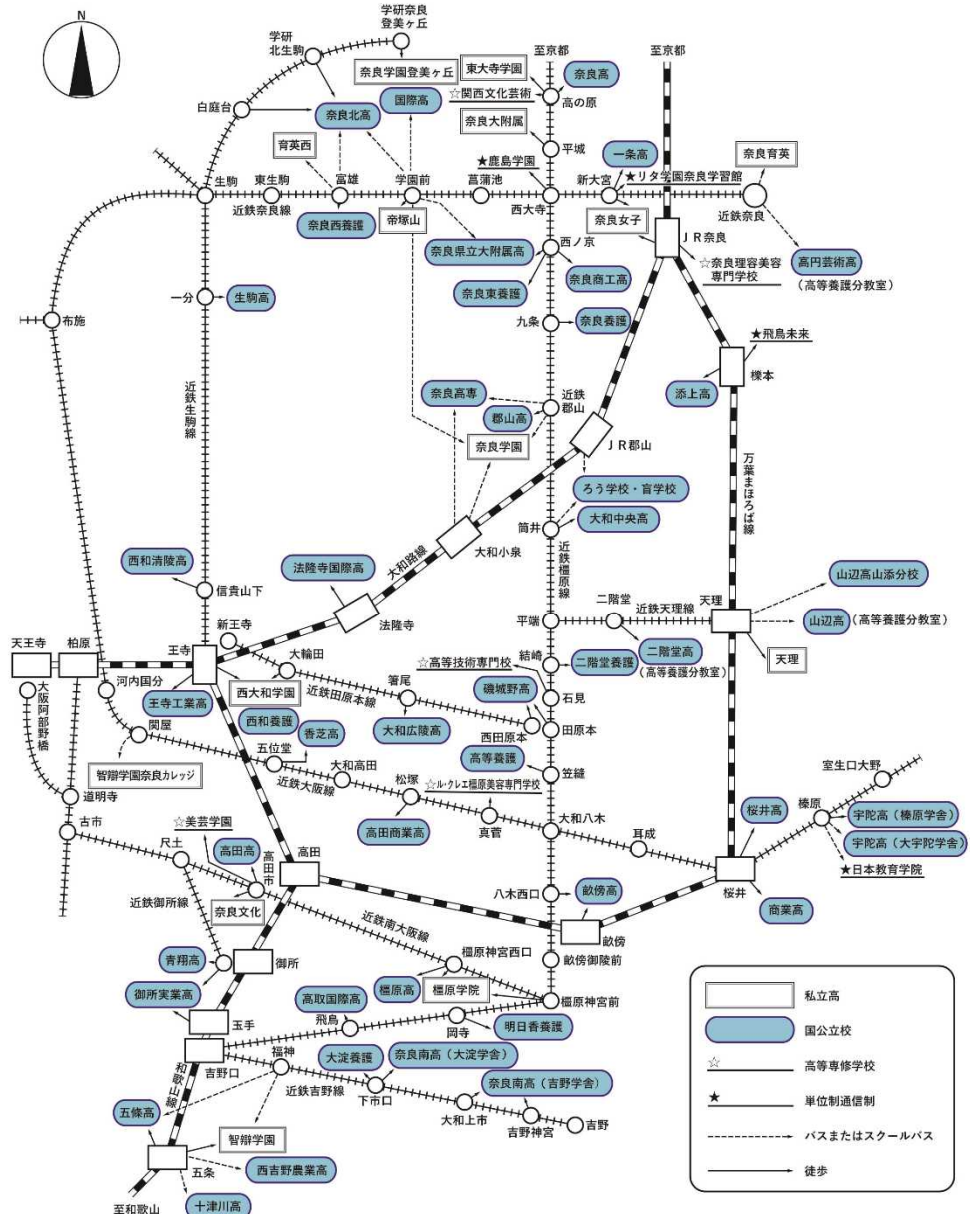 N
学研奈良
登美ヶ丘
学研
北生駒
奈良学園登美ヶ丘
至京都
至京都
東大寺学園
奈良高
☆関西文化芸術
高の原
白庭台
奈良北高
国際高
奈良大附属
平城
育英西
★鹿島学園
一条高
奈良育英
★リタ学園奈良学習館
生駒
東生駒
富雄
学園前
菖蒲池
西大寺
新大宮
近鉄奈良
近鉄奈良線
奈良西養護
帝塚山
奈良女子
JR奈良
奈良県立大附属高
西ノ京
☆奈良理容美容
専門学校
高円芸術高
(高等養護分教室)
奈良東養護
奈良商工高
一分
生駒高
九条
奈良養護
布施
★飛鳥未来
櫟本
添上高
近鉄生駒線
奈良高専
近鉄
郡山
郡山高
奈良学園
JR郡山
万葉まほろば線
ろう学校・盲学校
筒井
大和中央高
大和小泉
大和路線
近鉄橿原線
西和清陵高
信貴山下
法隆寺国際高
法隆寺
山辺高山添分校
平端
二階堂
近鉄天理線
天理
山辺高
(高等養護分教室)
天理
新王寺
天王寺
柏原
王寺
大輪田
結崎
二階堂養護
二階堂高
(高等養護分教室)
☆高等技術専門校
西大和学園
近鉄田原本線
箸尾
磯城野高
石見
河内国分
王寺工業高
大阪阿部野橋
西和養護
香芝高
大和広陵高
西田原本
田原本
関屋
五位堂
近鉄大阪線
大和高田
高等養護
笠縫
智辯学園奈良カレッジ
松塚
☆ル・クレエ橿原美容専門学校
室生口大野
道明寺
高田商業高
真菅
大和八木
耳成
桜井高
榛原
宇陀高(榛原学舎)
宇陀高(大宇陀学舎)
★日本教育学院
古市
☆美芸学園
尺土
高田高
高田市
高田
奈良文化
桜井
商業高
近鉄御所線
八木西口
畝傍高
畝傍
近鉄南大阪線
畝傍御陵前
青翔高
御所
橿原神宮西口
橿原高
橿原学院
橿原神宮前
御所実業高
玉手
高取国際高
飛鳥
岡寺
明日香養護
吉野口
福神
大淀養護
奈良南高(大淀学舎)
近鉄吉野線
下市口
奈良南高(吉野学舎)
大和上市
吉野神宮
吉野
和歌山線
五條高
智辯学園
五条
西吉野農業高
十津川高
至和歌山
私立高
国公立校
☆
高等専修学校
★
単位制通信制
バスまたはスクールバス
徒歩